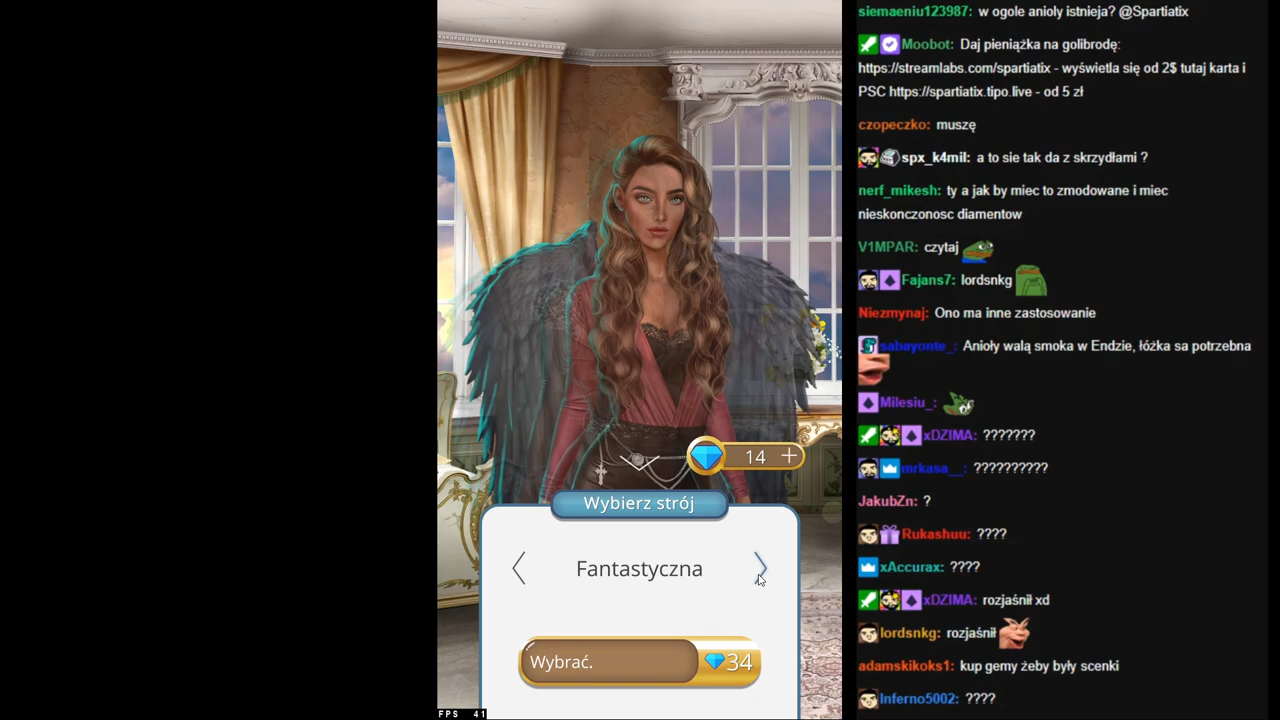 14
Wybierz strój
Fantastyczna
Wybrać.
34
FPS 41
siemaeniu123987: w ogole anioly istnieja? @Spartiatix
Moobot: Daj pieniążka na golibrodę:
https://streamlabs.com/spartiatix - wyświetla się od 2$ tutaj karta i
PSC https://spartiatix.tipo.live - od 5 zł
czopeczko: muszę
spx_k4mil: a to sie tak da z skrzydłami ?
nerf_mikesh: ty a jak by miec to zmodowane i miec
nieskonczonosc diamentow
V1MPAR: czytaj
Fajans7: lordsnkg
Niezmynaj: Ono ma inne zastosowanie
sabayonte_: Anioły walą smoka w Endzie, łóżka sa potrzebna
Milesiu_:
xDZIMA: ???????
mrkasa__: ??????????
JakubZn: ?
Rukashuu: ????
xAccurax: ????
xDZIMA: rozjaśnił xd
lordsnkg: rozjaśnił
adamskikoks1: kup gemy żeby były scenki
Inferno5002: ????